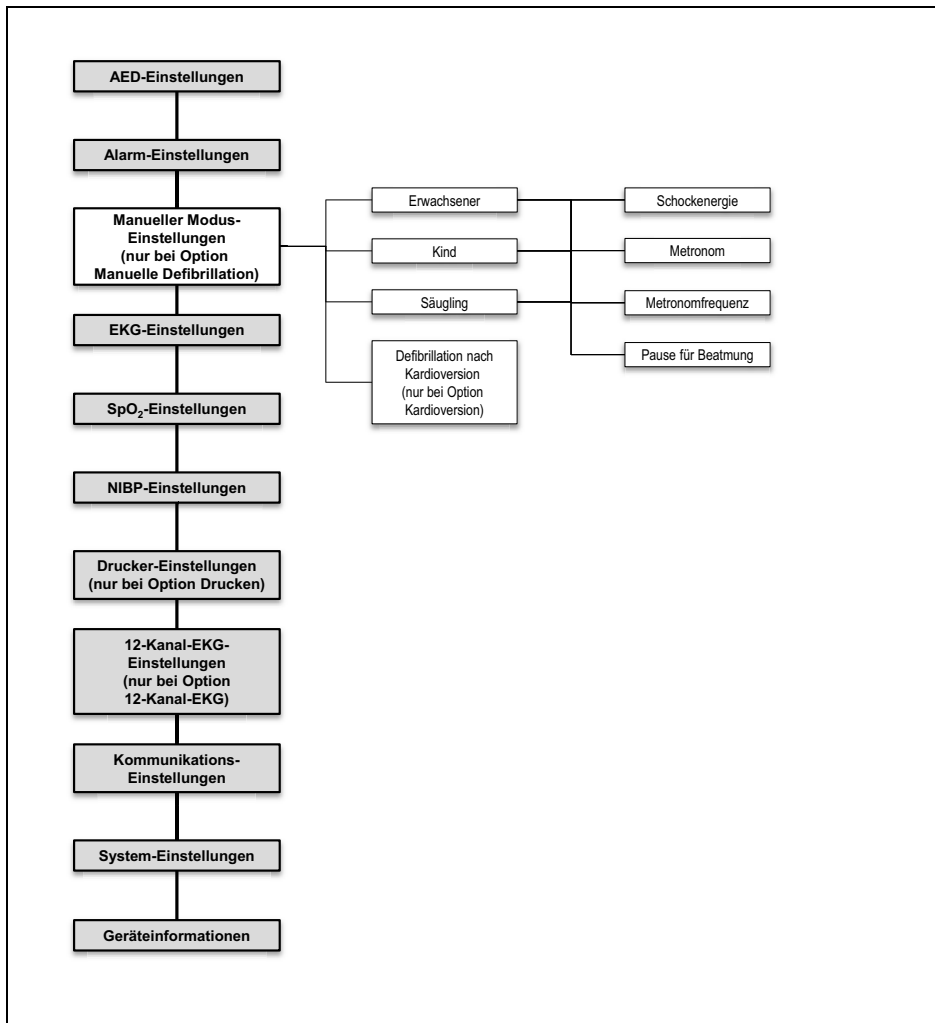 AED-Einstellungen
Alarm-Einstellungen
Manueller Modus-
Einstellungen
(nur bei Option
Manuelle Defibrillation)
EKG-Einstellungen
SpO₂-Einstellungen
NIBP-Einstellungen
Drucker-Einstellungen
(nur bei Option Drucken)
12-Kanal-EKG-
Einstellungen
(nur bei Option
12-Kanal-EKG)
Kommunikations-
Einstellungen
System-Einstellungen
Geräteinformationen
Erwachsener
Kind
Säugling
Defibrillation nach
Kardioversion
(nur bei Option
Kardioversion)
Schockenergie
Metronom
Metronomfrequenz
Pause für Beatmung